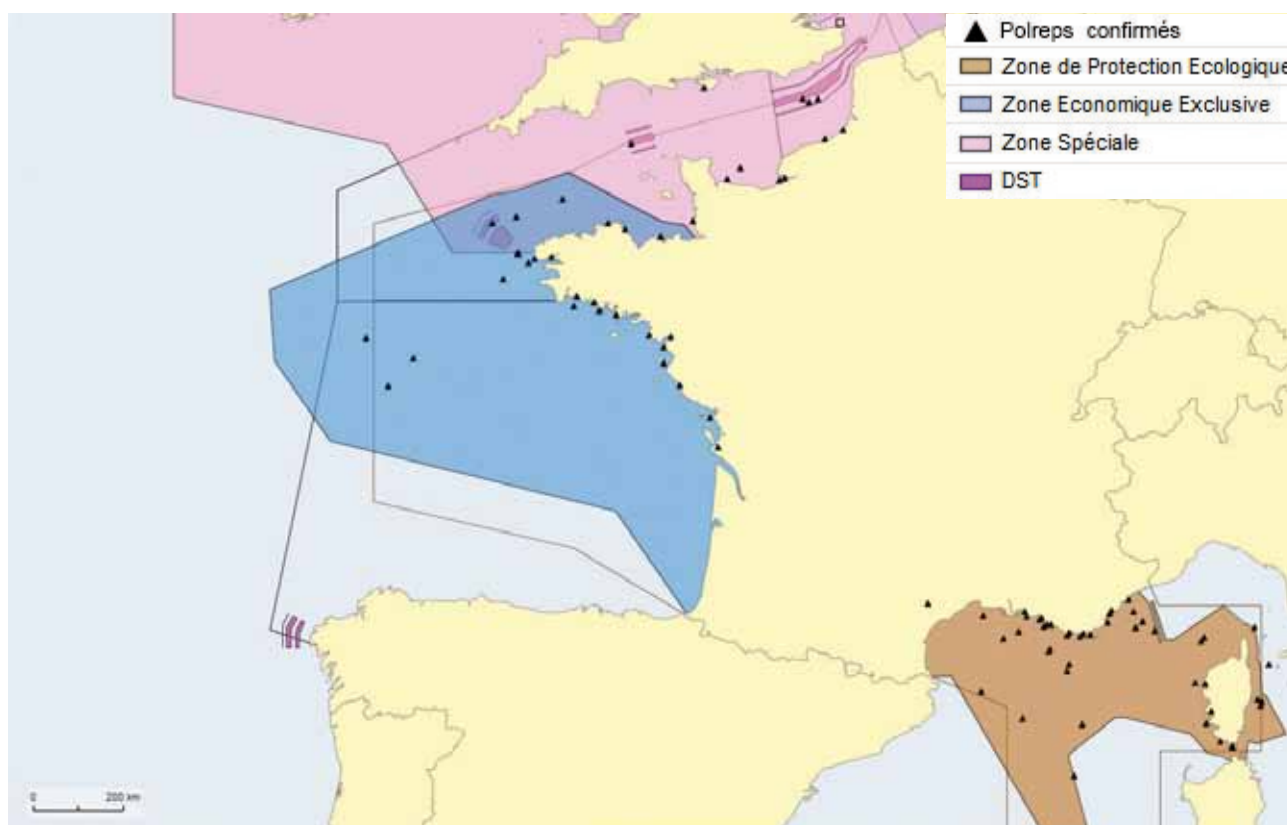 Polreps confirmés
Zone de Protection Ecologique
Zone Economique Exclusive
Zone Spéciale
DST
0 200 km